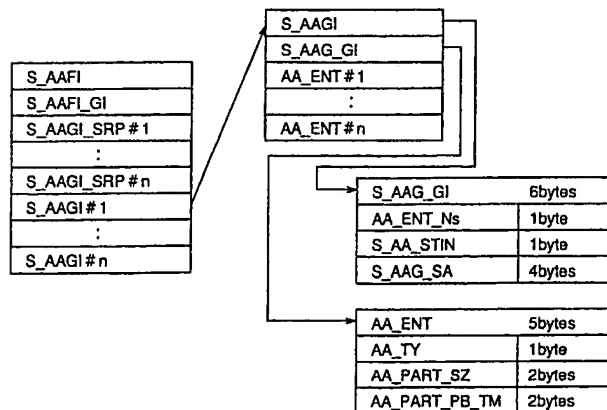 S_AAFI
S_AAFI_GI
S_AAGI_SRP#1
:
S_AAGI_SRP#n
S_AAGI#1
:
S_AAGI#n
S_AAGI
S_AAG_GI
AA_ENT#1
:
AA_ENT#n
S_AAG_GI 6bytes
AA_ENT_Ns 1byte
S_AA_STIN 1byte
S_AAG_SA 4bytes
AA_ENT 5bytes
AA_TY 1byte
AA_PART_SZ 2bytes
AA_PART_PB_TM 2bytes